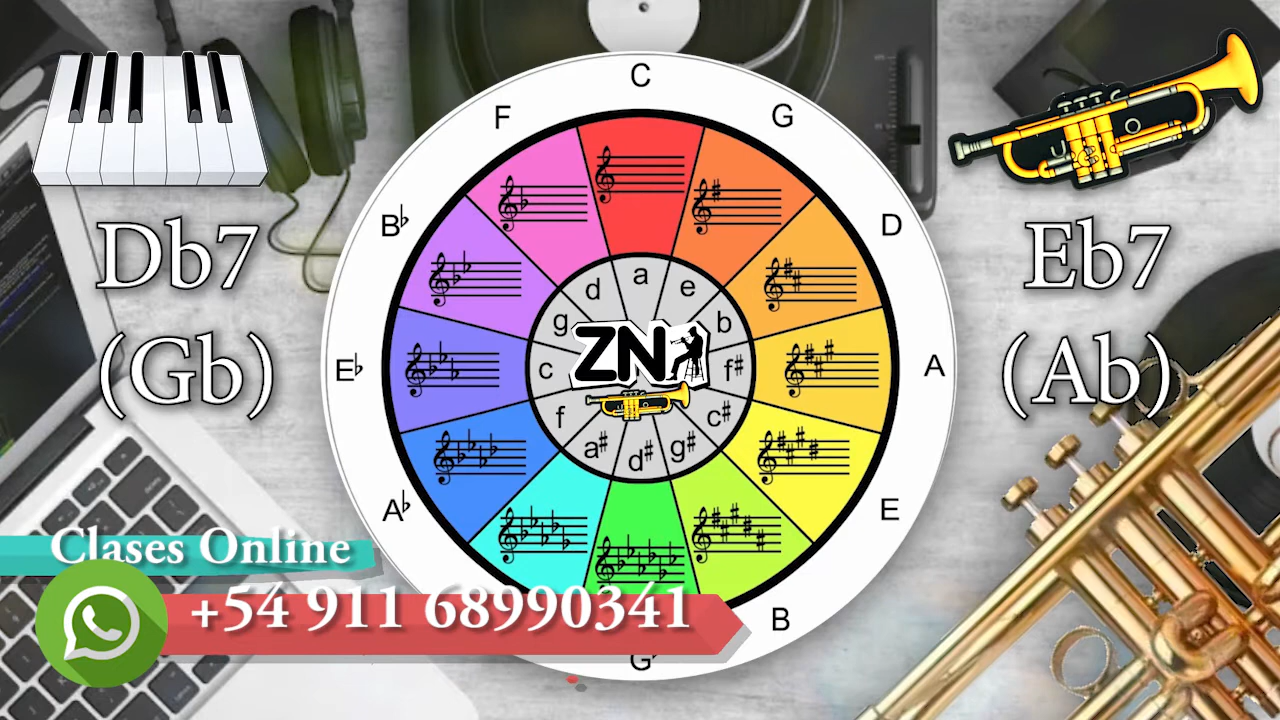 C
F
G
B♭
D
Db7
(Gb)
Eb7
(Ab)
E♭
A
a
d
e
g
b
c
f#
f
c#
a#
g#
d#
ZN
A♭
E
B
G♭
Clases Online
+54 911 68990341